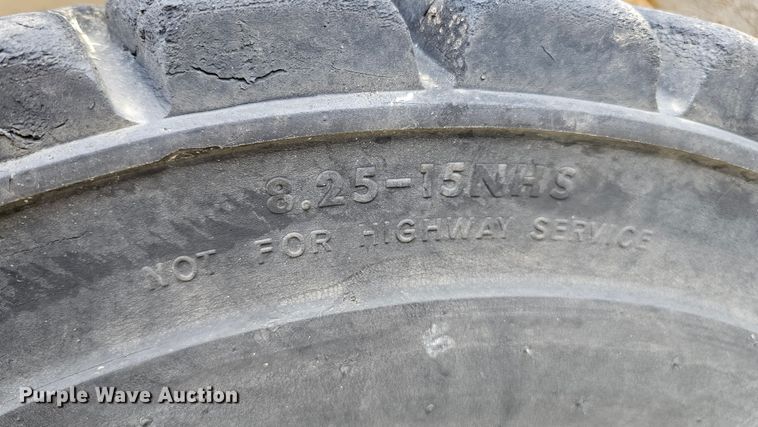 8.25-15NHS
NOT FOR HIGHWAY SERVICE
Purple Wave Auction